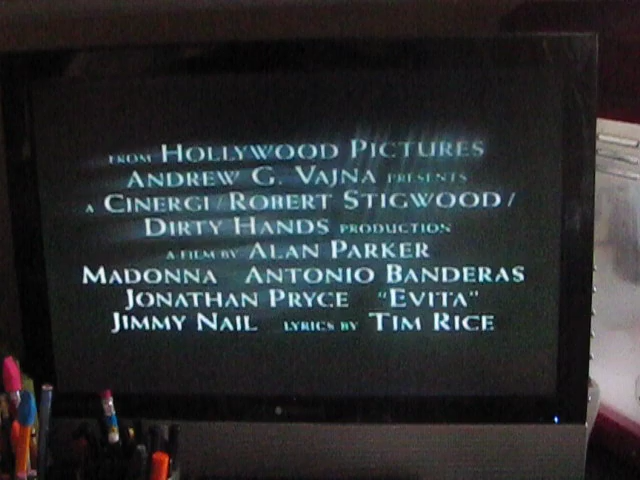 FROM HOLLYWOOD PICTURES
ANDREW G. VAJNA PRESENTS
A CINERGI/ROBERT STIGWOOD/
DIRTY HANDS PRODUCTION
A FILM BY ALAN PARKER
MADONNA ANTONIO BANDERAS
JONATHAN PRYCE "EVITA"
JIMMY NAIL LYRICS BY TIM RICE